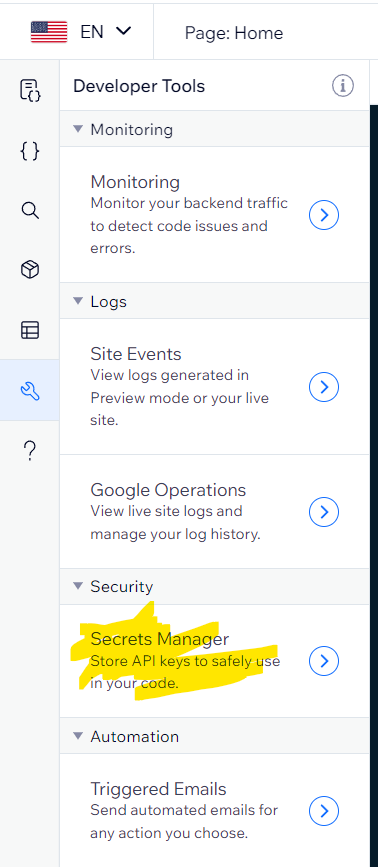 EN
Page: Home
Developer Tools
Monitoring
Monitoring
Monitor your backend traffic
to detect code issues and
errors.
Logs
Site Events
View logs generated in
Preview mode or your live
site.
Google Operations
View live site logs and
manage your log history.
Security
Secrets Manager
Store API keys to safely use
in your code.
Automation
Triggered Emails
Send automated emails for
any action you choose.